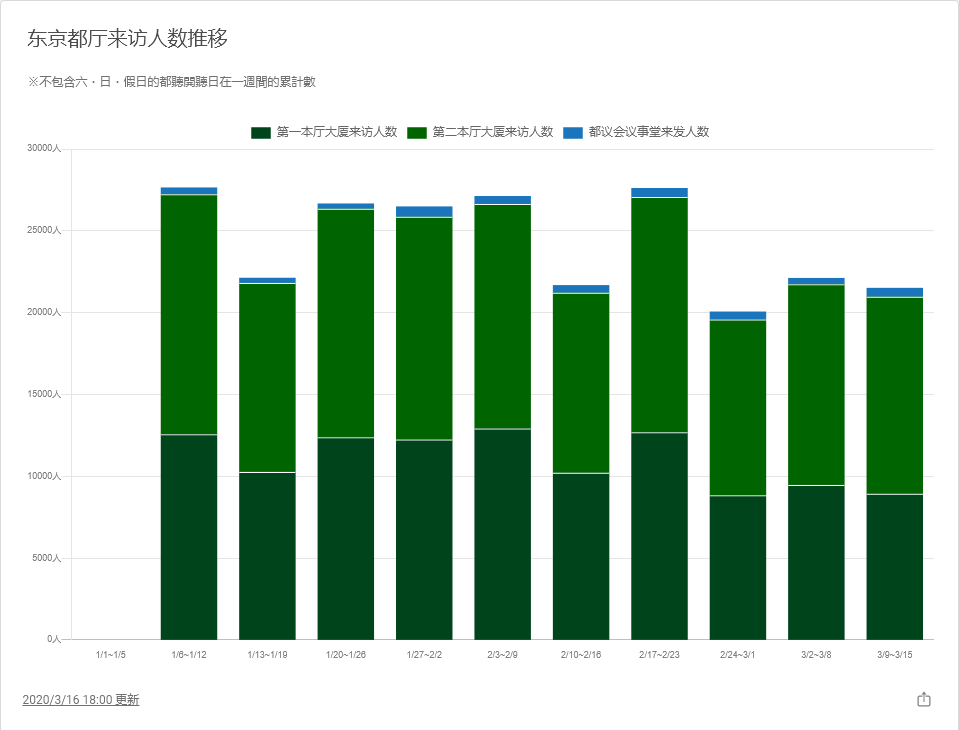 东京都厅来访人数推移
※不包含六・日・假日的都聽開聽日在一週間的累計數
第一本厅大厦来访人数 第二本厅大厦来访人数 都议会议事堂来发人数
30000人
25000人
20000人
15000人
10000人
5000人
0人
1/1~1/5 1/6~1/12 1/13~1/19 1/20~1/26 1/27~2/2 2/3~2/9 2/10~2/16 2/17~2/23 2/24~3/1 3/2~3/8 3/9~3/15
2020/3/16 18:00 更新